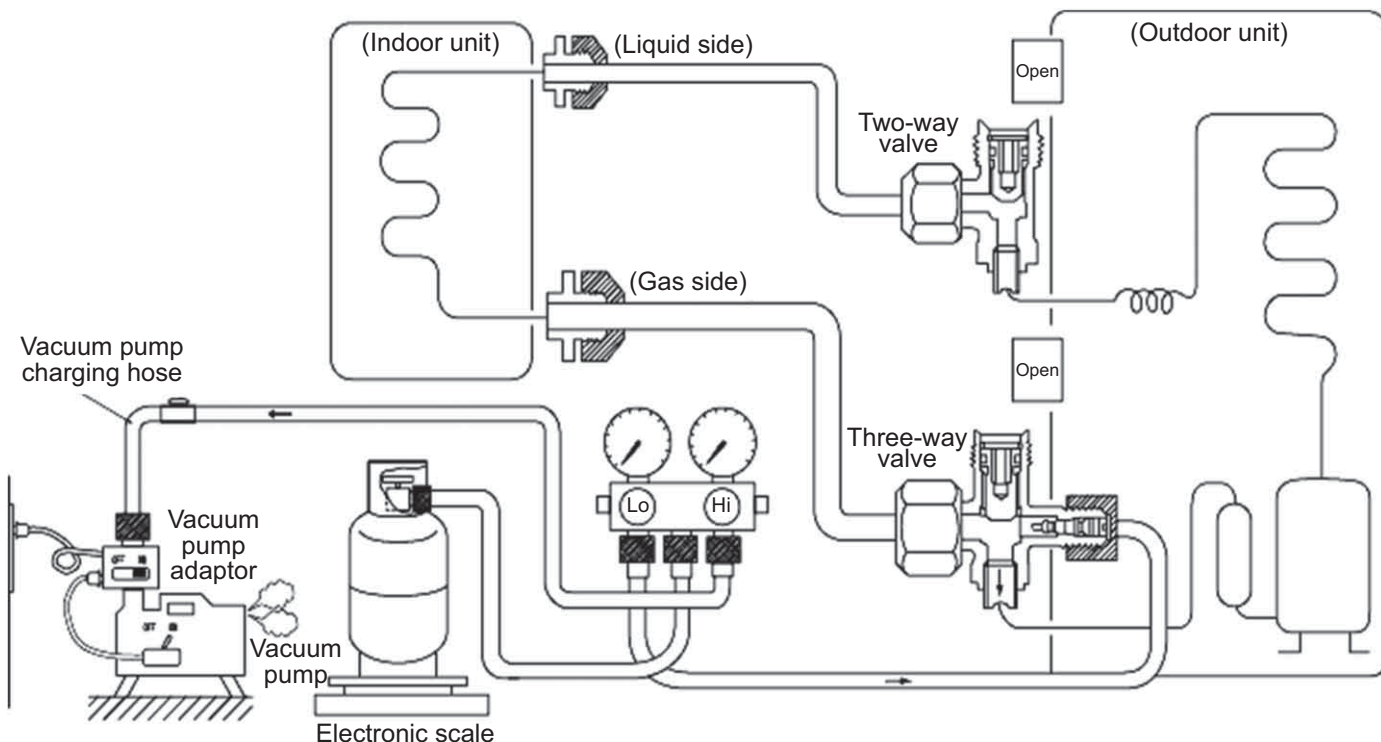 (Indoor unit)
(Liquid side)
Open
(Outdoor unit)
Two-way
valve
(Gas side)
Open
Vacuum pump
charging hose
Three-way
valve
Lo
Hi
Vacuum
pump
adaptor
Vacuum
pump
Electronic scale